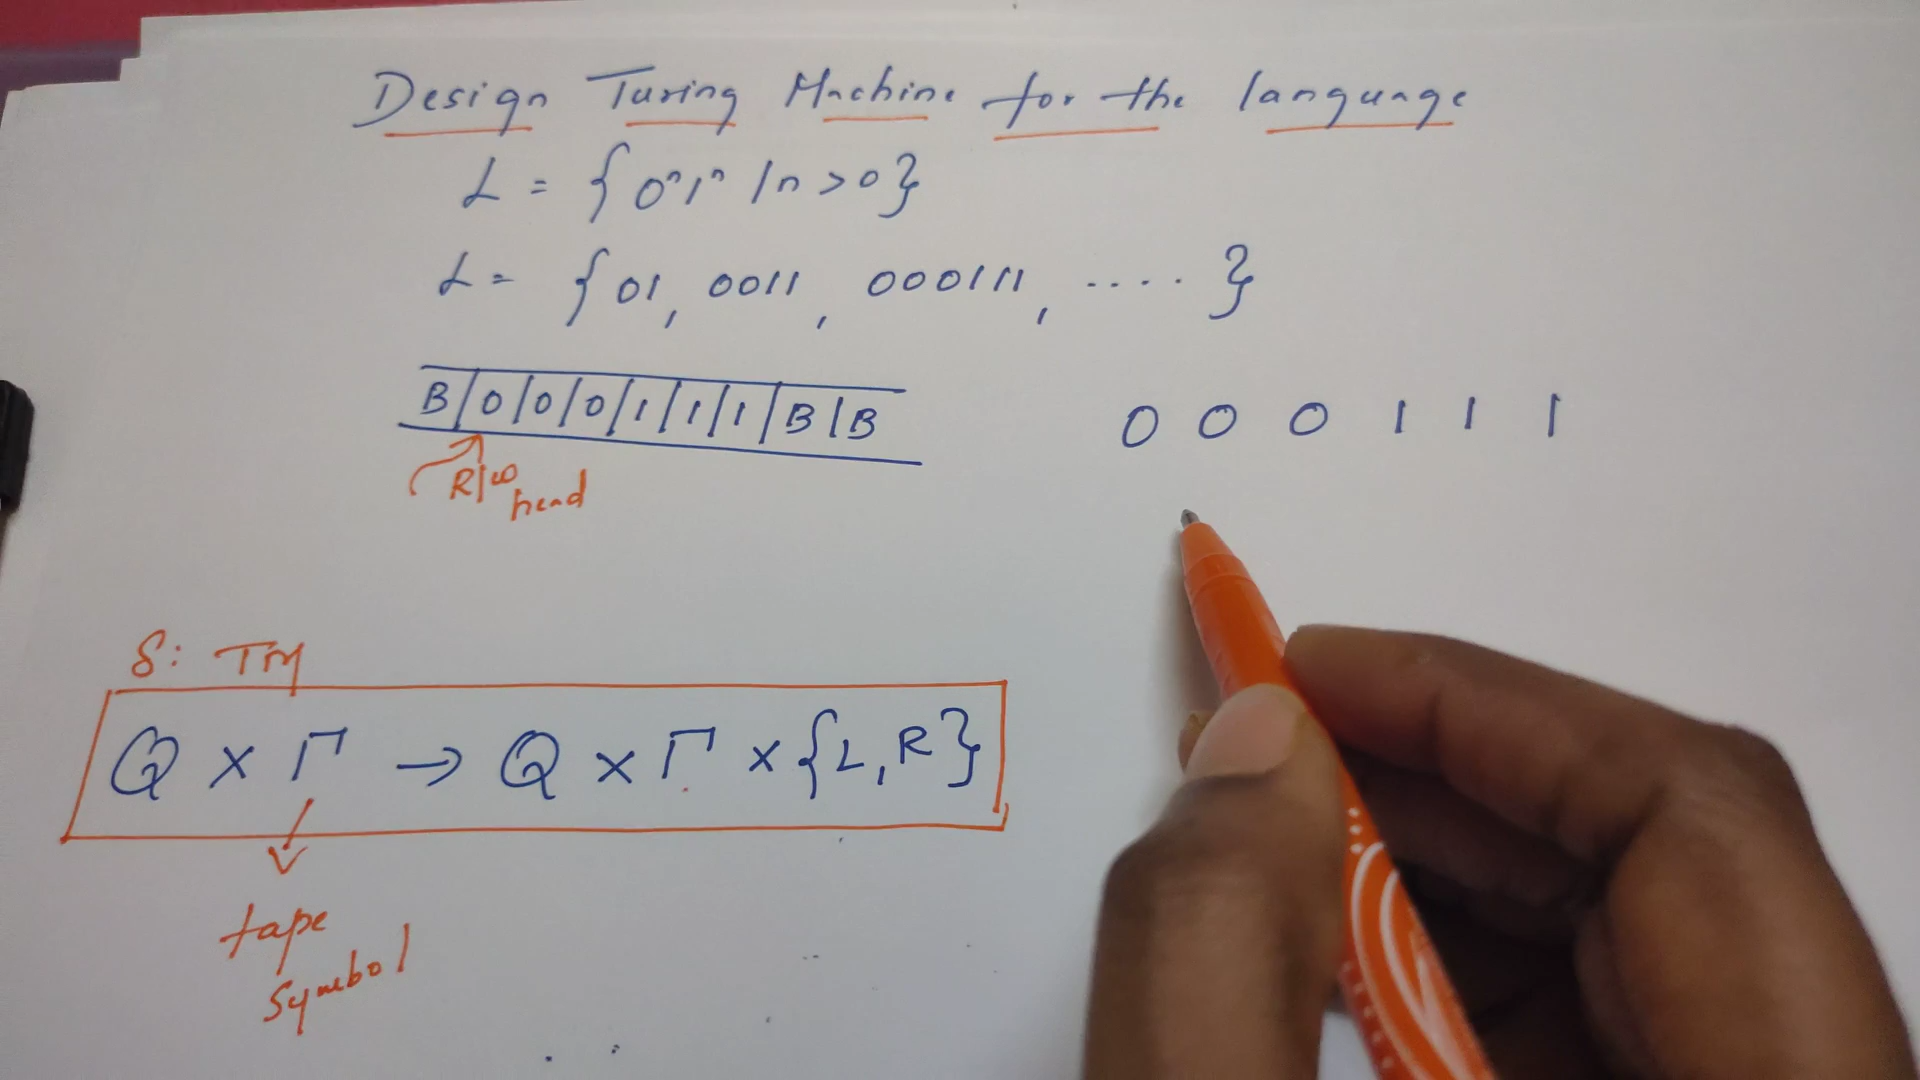 Design Turing Machine for the language
L = {0ⁿ1ⁿ | n > 0}
L = {01, 0011, 000111, ....}
B|0|0|0|1|1|1|B|B
0 0 0 1 1 1
R/W
head
δ: TM
Q × Γ → Q × Γ × {L, R}
tape
symbol